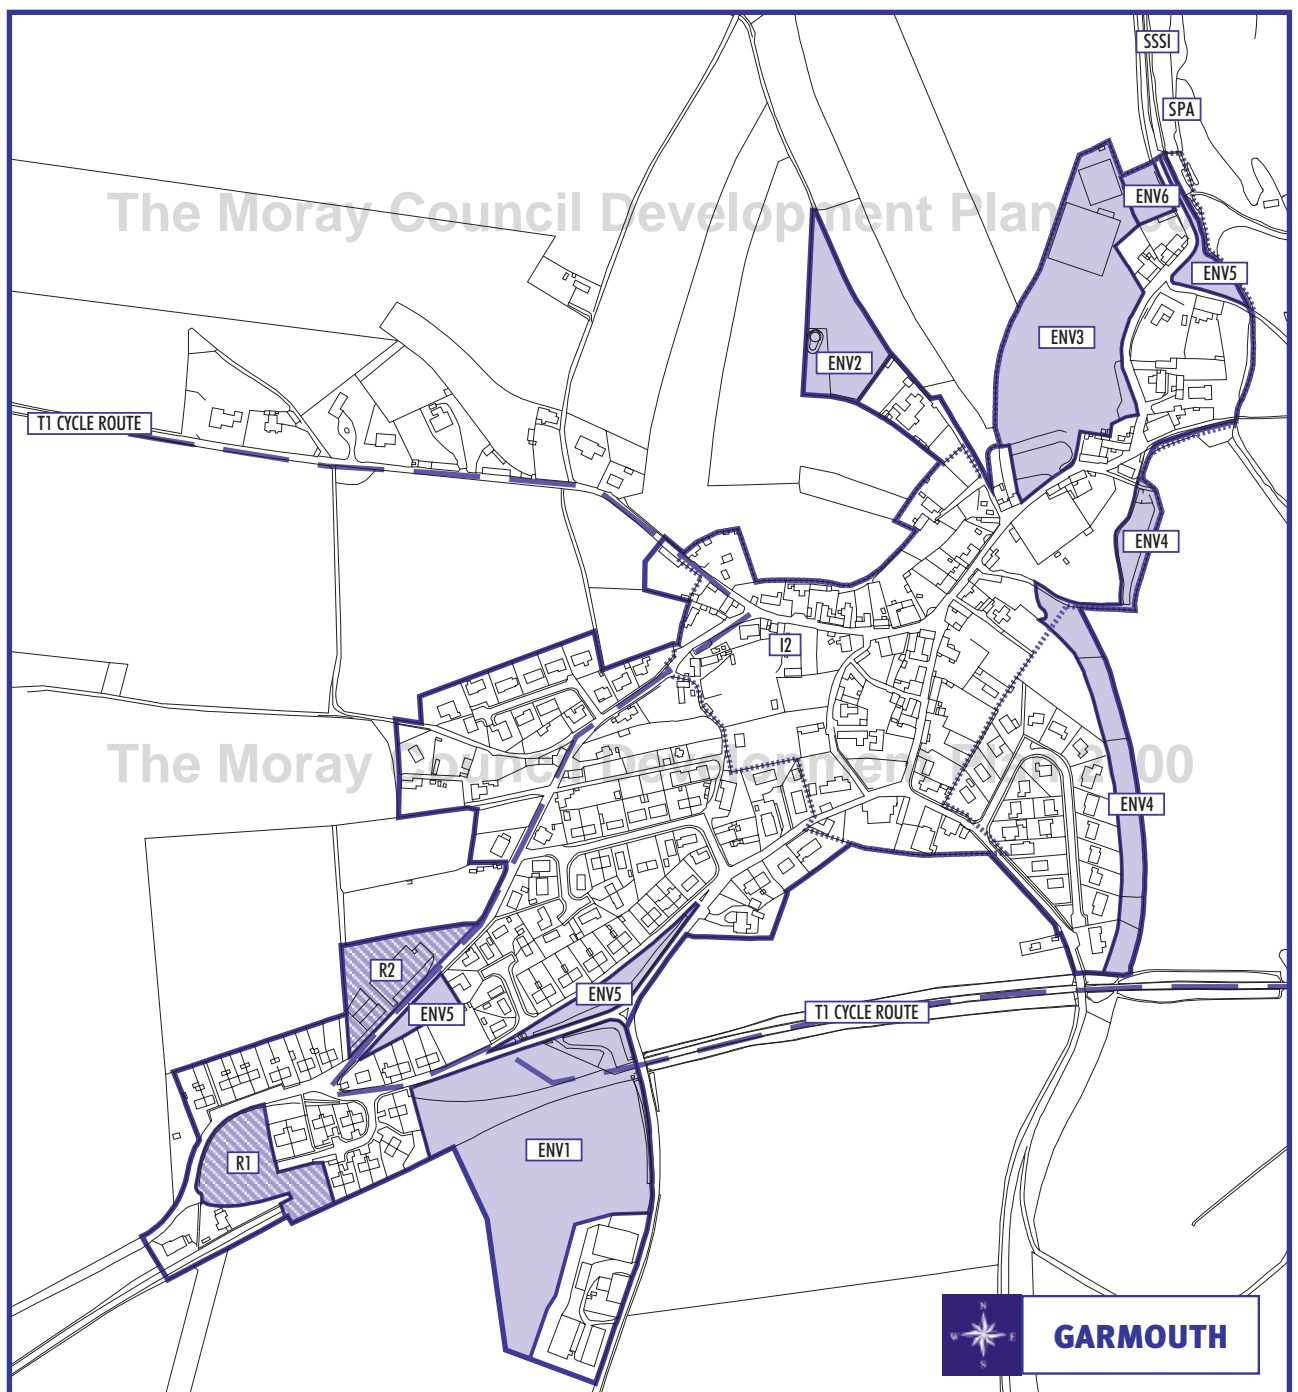 SSSI
SPA
ENV6
The Moray Council Development Plan
ENV5
ENV3
ENV2
T1 CYCLE ROUTE
ENV4
I2
The Moray Council Development Plan 2000
ENV4
R2
ENV5
ENV5
T1 CYCLE ROUTE
ENV1
R1
N
W E
S
GARMOUTH